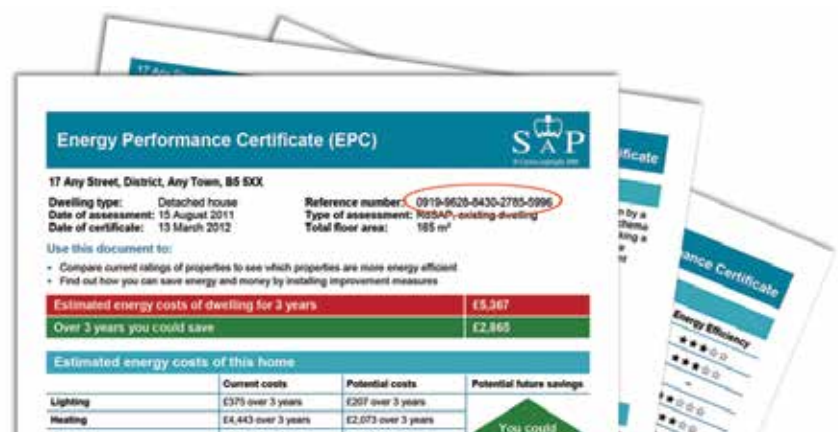 Energy Performance Certificate (EPC)
SAP
17 Any Street, District, Any Town, B5 5XX
Dwelling type: Detached house
Reference number: 0919-9628-8430-2785-5996
Date of assessment: 15 August 2011
Type of assessment: RdSAP, existing dwelling
Date of certificate: 13 March 2012
Total floor area: 165 m²
Use this document to:
• Compare current ratings of properties to see which properties are more energy efficient
• Find out how you can save energy and money by installing improvement measures
Estimated energy costs of dwelling for 3 years £5,367
Over 3 years you could save £2,865
Estimated energy costs of this home
Current costs Potential costs Potential future savings
Lighting £375 over 3 years £207 over 3 years
Heating £4,443 over 3 years £2,073 over 3 years
You could
ificate
ance Certificate
Energy Efficiency